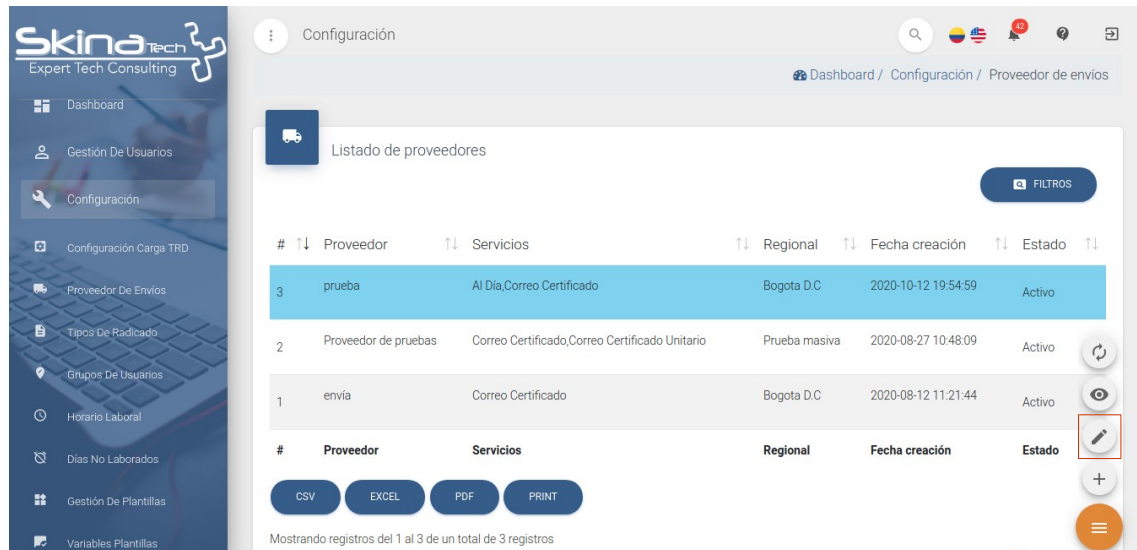 Skina Tech
Expert Tech Consulting
Dashboard
Gestión De Usuarios
Configuración
Configuración Carga TRD
Proveedor De Envíos
Tipos De Radicado
Grupos De Usuarios
Horario Laboral
Días No Laborados
Gestión De Plantillas
Variables Plantillas
Configuración
42
Dashboard / Configuración / Proveedor de envíos
Listado de proveedores
FILTROS
# Proveedor Servicios Regional Fecha creación Estado
3 prueba Al Día,Correo Certificado Bogota D.C 2020-10-12 19:54:59 Activo
2 Proveedor de pruebas Correo Certificado,Correo Certificado Unitario Prueba masiva 2020-08-27 10:48:09 Activo
1 envía Correo Certificado Bogota D.C 2020-08-12 11:21:44 Activo
# Proveedor Servicios Regional Fecha creación Estado
CSV EXCEL PDF PRINT
Mostrando registros del 1 al 3 de un total de 3 registros